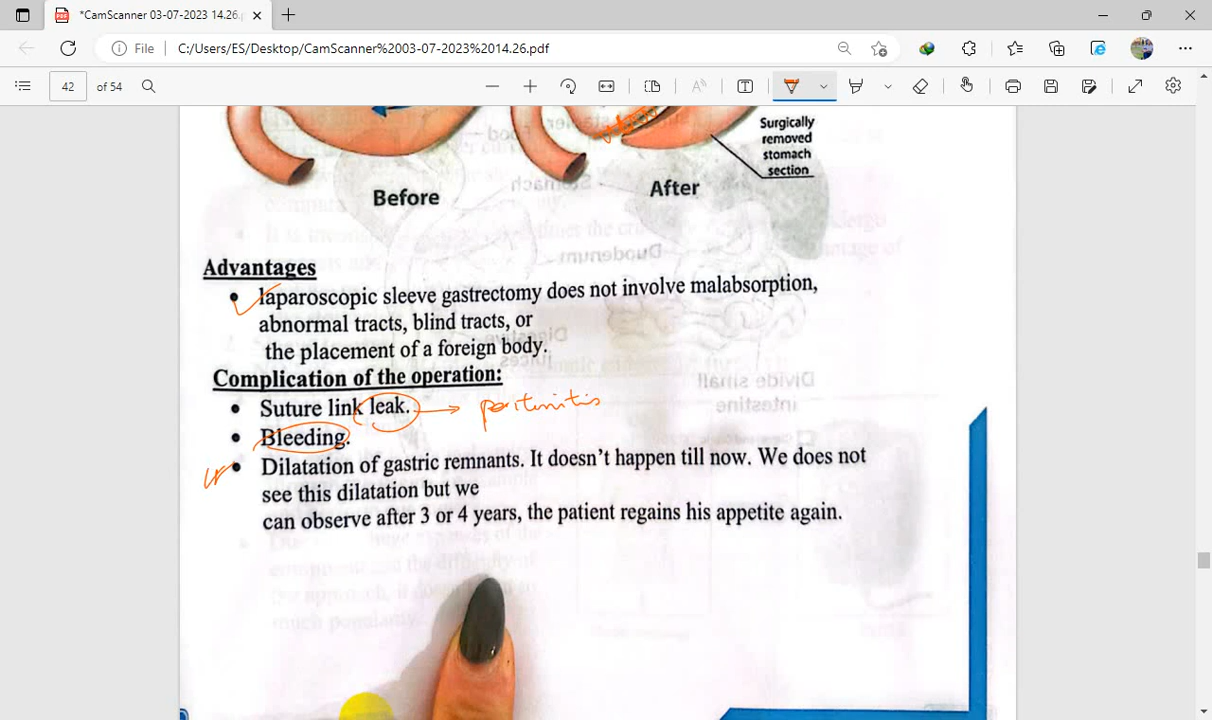 *CamScanner 03-07-2023 14.26.p
File
C:/Users/ES/Desktop/CamScanner%2003-07-2023%2014.26.pdf
42 of 54
Surgically
removed
stomach
section
Before
After
Advantages
• laparoscopic sleeve gastrectomy does not involve malabsorption,
abnormal tracts, blind tracts, or
the placement of a foreign body.
Complication of the operation:
• Suture link leak. → peritonitis
• Bleeding.
• Dilatation of gastric remnants. It doesn't happen till now. We does not
see this dilatation but we
can observe after 3 or 4 years, the patient regains his appetite again.